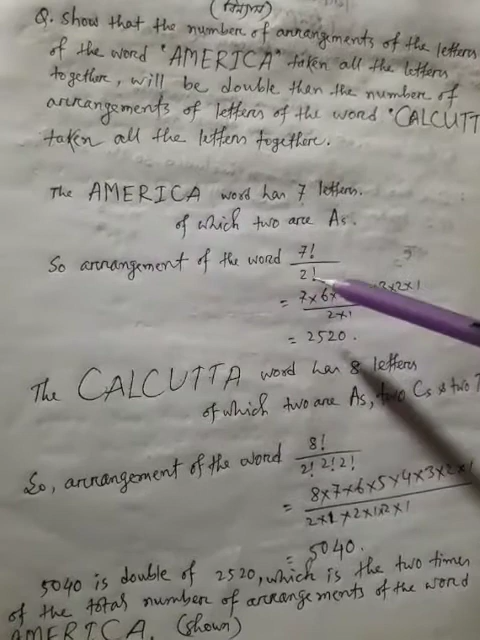 (বিন্যাস)
Q. Show that the number of arrangements of the letters
of the word "AMERICA" taken all the letters
together, will be double than the number of
arrangements of letters of the word "CALCUTT
taken all the letters together.
The AMERICA word has 7 letters.
of which two are As.
So arrangement of the word 7!/2!
= 7×6× ×2×1 / 2×1
= 2520.
The CALCUTTA word has 8 letters
of which two are As, two Cs & two T
So, arrangement of the word 8!/2! 2! 2!
= 8×7×6×5×4×3×2×1 / 2×1×2×1×2×1
= 5040.
5040 is double of 2520, which is the two times
of the total number of arrangements of the word
AMERICA. (shown)